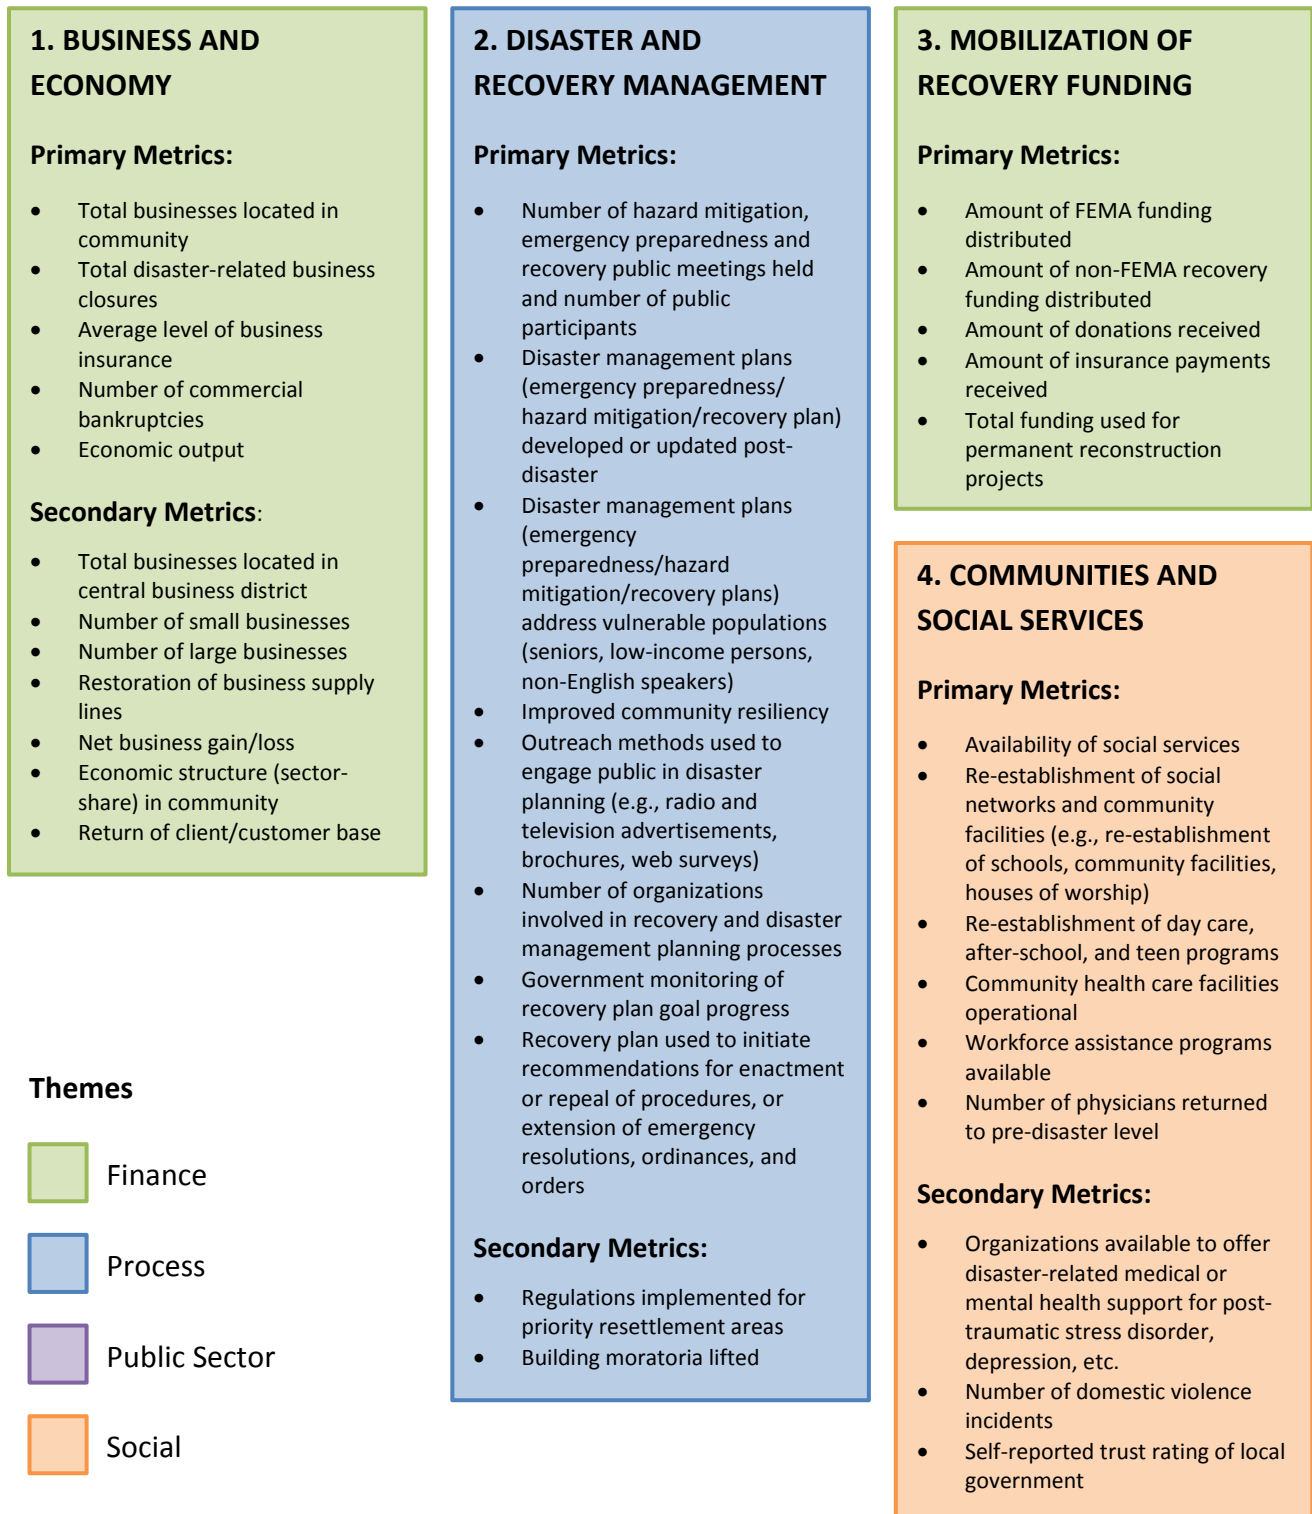 1. BUSINESS AND
ECONOMY
Primary Metrics:
• Total businesses located in
community
• Total disaster-related business
closures
• Average level of business
insurance
• Number of commercial
bankruptcies
• Economic output
Secondary Metrics:
• Total businesses located in
central business district
• Number of small businesses
• Number of large businesses
• Restoration of business supply
lines
• Net business gain/loss
• Economic structure (sector-
share) in community
• Return of client/customer base
2. DISASTER AND
RECOVERY MANAGEMENT
Primary Metrics:
• Number of hazard mitigation,
emergency preparedness and
recovery public meetings held
and number of public
participants
• Disaster management plans
(emergency preparedness/
hazard mitigation/recovery plan)
developed or updated post-
disaster
• Disaster management plans
(emergency
preparedness/hazard
mitigation/recovery plans)
address vulnerable populations
(seniors, low-income persons,
non-English speakers)
• Improved community resiliency
• Outreach methods used to
engage public in disaster
planning (e.g., radio and
television advertisements,
brochures, web surveys)
• Number of organizations
involved in recovery and disaster
management planning processes
• Government monitoring of
recovery plan goal progress
• Recovery plan used to initiate
recommendations for enactment
or repeal of procedures, or
extension of emergency
resolutions, ordinances, and
orders
Secondary Metrics:
• Regulations implemented for
priority resettlement areas
• Building moratoria lifted
3. MOBILIZATION OF
RECOVERY FUNDING
Primary Metrics:
• Amount of FEMA funding
distributed
• Amount of non-FEMA recovery
funding distributed
• Amount of donations received
• Amount of insurance payments
received
• Total funding used for
permanent reconstruction
projects
4. COMMUNITIES AND
SOCIAL SERVICES
Primary Metrics:
• Availability of social services
• Re-establishment of social
networks and community
facilities (e.g., re-establishment
of schools, community facilities,
houses of worship)
• Re-establishment of day care,
after-school, and teen programs
• Community health care facilities
operational
• Workforce assistance programs
available
• Number of physicians returned
to pre-disaster level
Secondary Metrics:
• Organizations available to offer
disaster-related medical or
mental health support for post-
traumatic stress disorder,
depression, etc.
• Number of domestic violence
incidents
• Self-reported trust rating of local
government
Themes
Finance
Process
Public Sector
Social